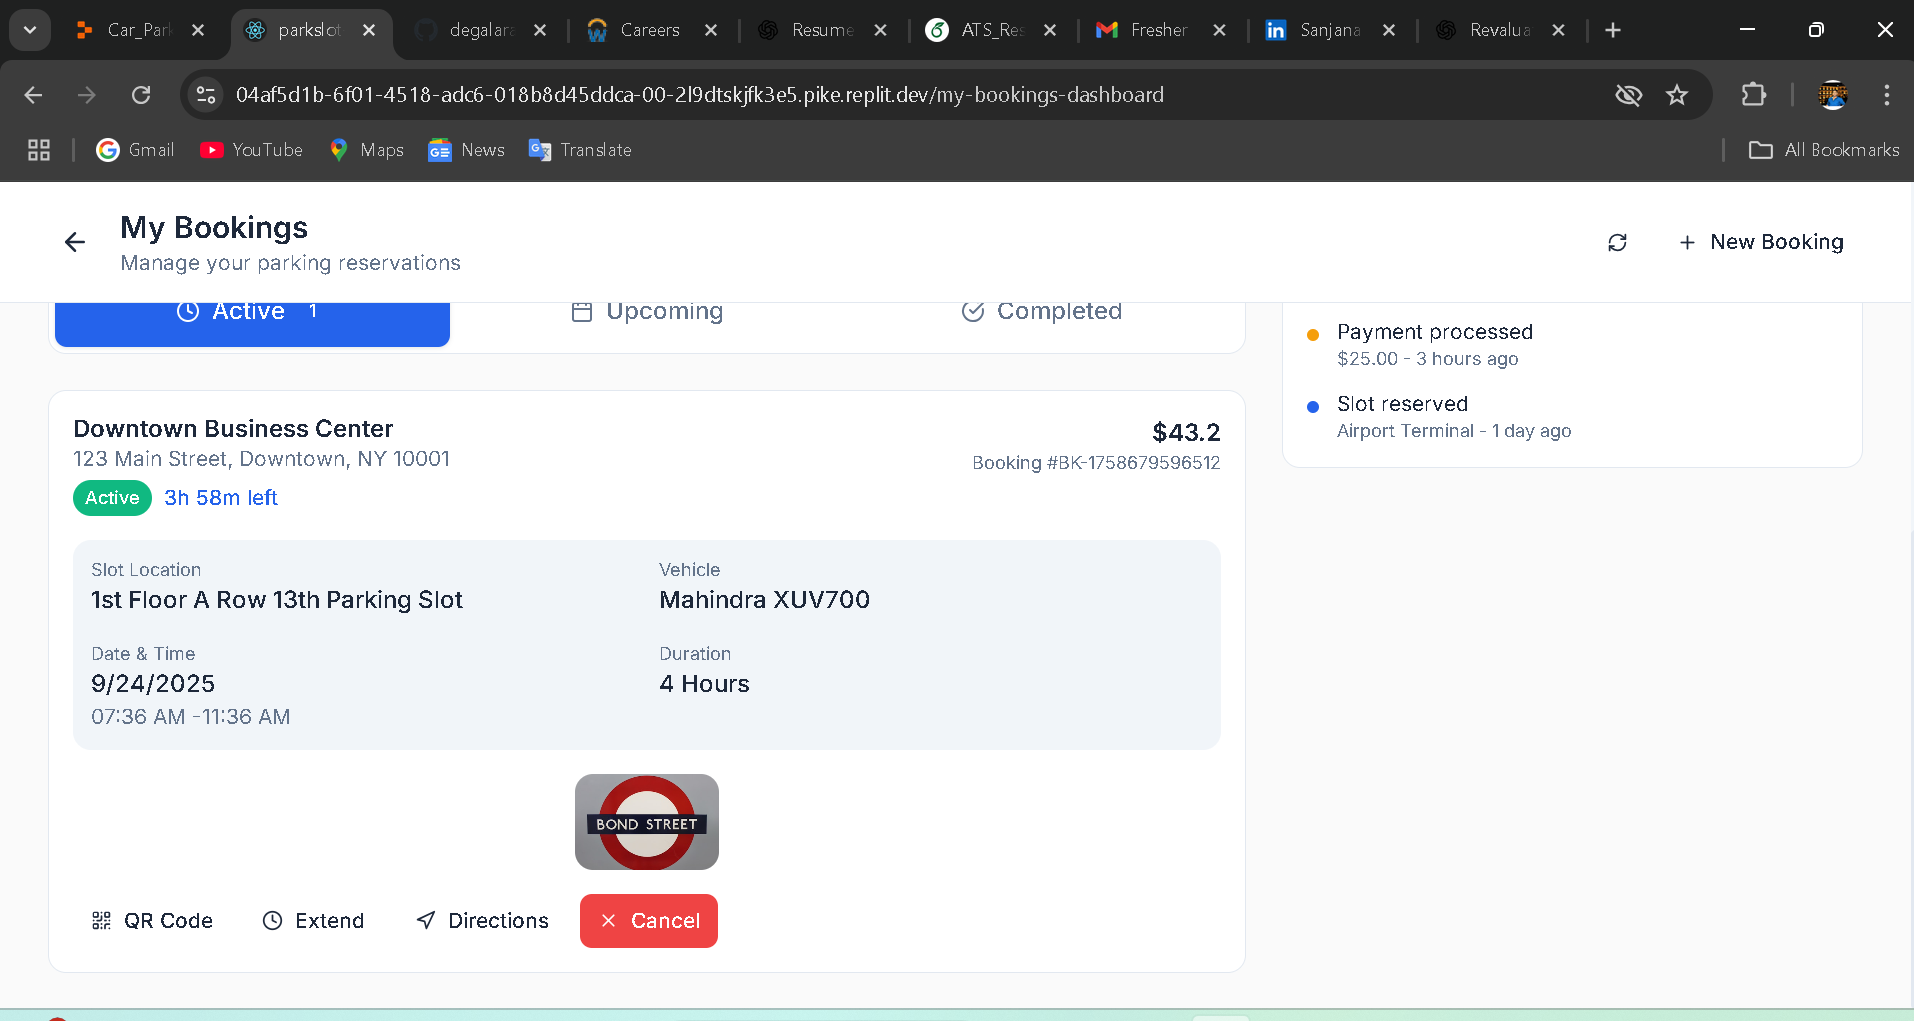 Car_Park
parkslot
degalara
Careers
Resume
ATS_Res
Fresher
Sanjana
Revalua
04af5d1b-6f01-4518-adc6-018b8d45ddca-00-2l9dtskjfk3e5.pike.replit.dev/my-bookings-dashboard
Gmail
YouTube
Maps
News
Translate
All Bookmarks
My Bookings
Manage your parking reservations
New Booking
Active 1
Upcoming
Completed
Downtown Business Center
123 Main Street, Downtown, NY 10001
Active 3h 58m left
$43.2
Booking #BK-1758679596512
Slot Location
1st Floor A Row 13th Parking Slot
Vehicle
Mahindra XUV700
Date & Time
9/24/2025
07:36 AM -11:36 AM
Duration
4 Hours
BOND STREET
QR Code
Extend
Directions
Cancel
Payment processed
$25.00 - 3 hours ago
Slot reserved
Airport Terminal - 1 day ago